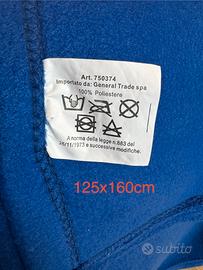 Art. 750374
Importato da: General Trade spa
100% Poliestere
A norma della legge n.883 del
26/11/1973 e successive modifiche.
125x160cm
subito